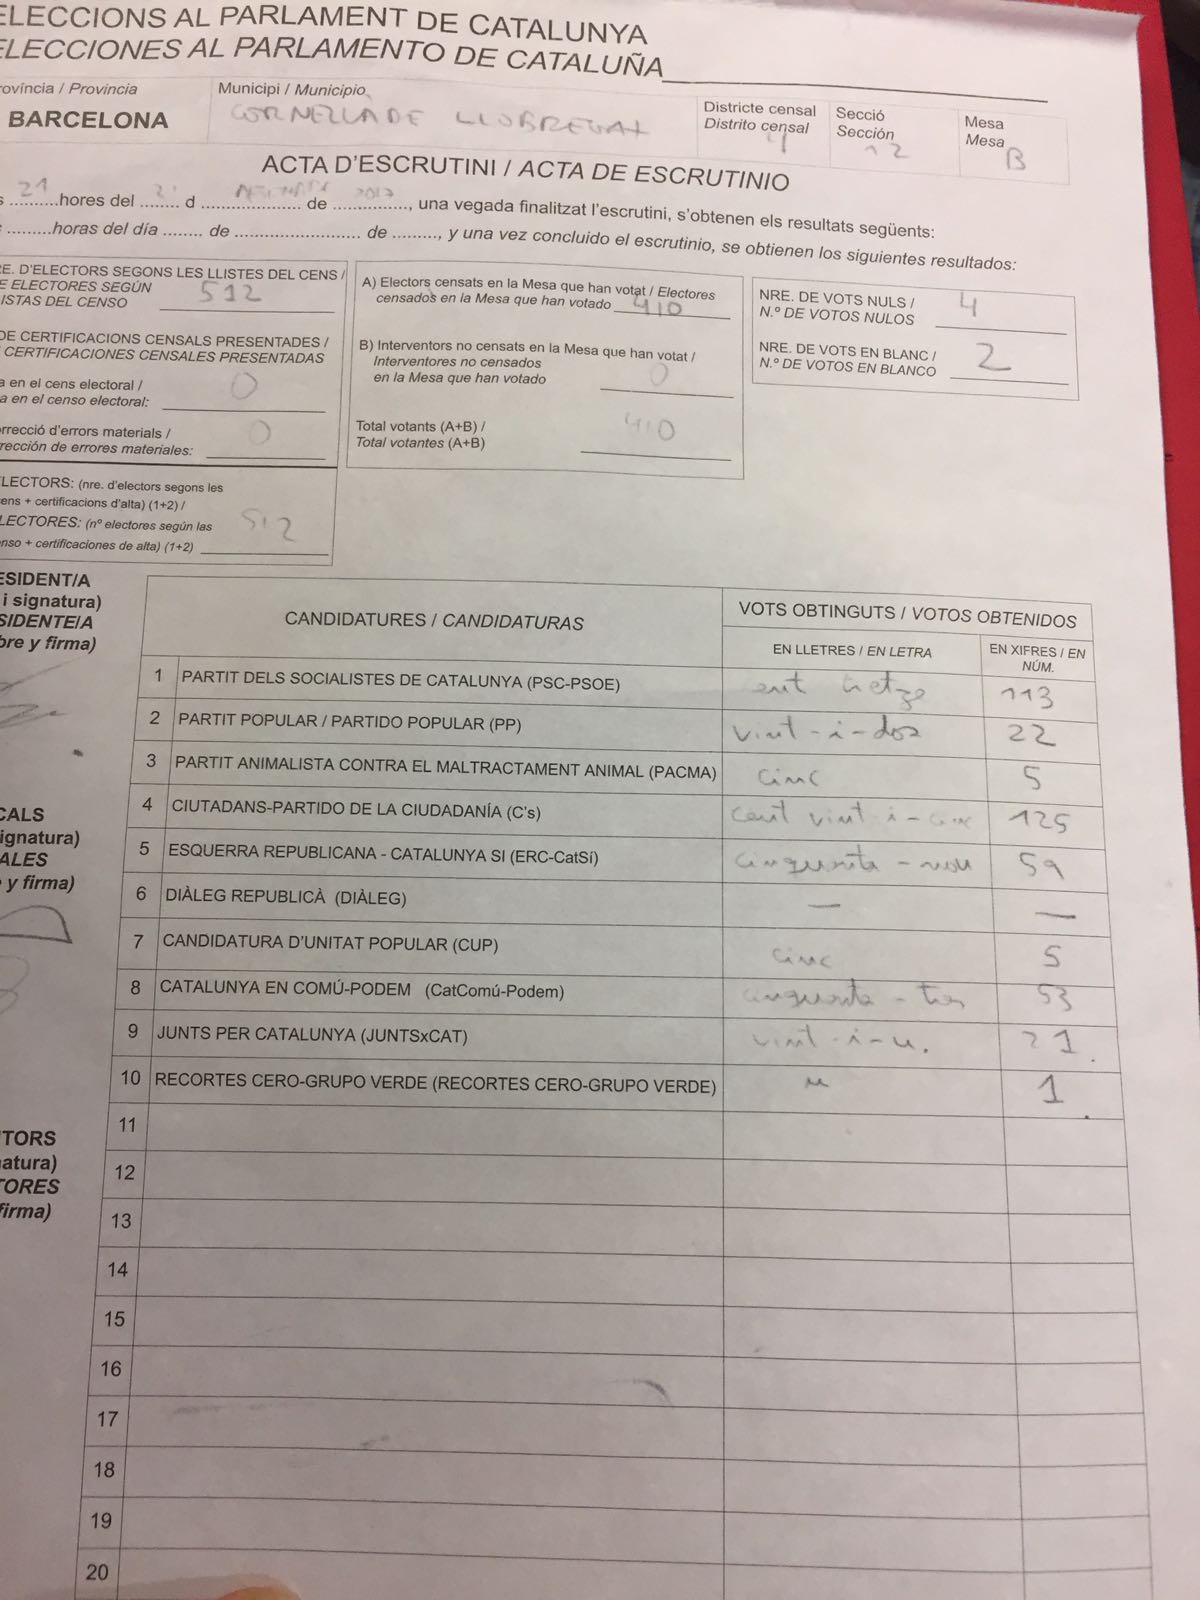 ELECCIONS AL PARLAMENT DE CATALUNYA
ELECCIONES AL PARLAMENTO DE CATALUÑA
rovíncia / Provincia
BARCELONA
Municipi / Municipio
CORNELLA DE LLOBREGAT
Districte censal
Distrito censal
4
Secció
Sección
12
Mesa
Mesa
B
ACTA D'ESCRUTINI / ACTA DE ESCRUTINIO
s 21 hores del 21 d DESEMBRE de 2017, una vegada finalitzat l'escrutini, s'obtenen els resultats següents:
.........horas del día ........ de ......................... de ........., y una vez concluido el escrutinio, se obtienen los siguientes resultados:
RE. D'ELECTORS SEGONS LES LLISTES DEL CENS /
E ELECTORES SEGÚN
ISTAS DEL CENSO
512
DE CERTIFICACIONS CENSALS PRESENTADES /
CERTIFICACIONES CENSALES PRESENTADAS
a en el cens electoral /
a en el censo electoral:
0
rrecció d'errors materials /
rección de errores materiales:
0
LECTORS: (nre. d'electors segons les
ens + certificacions d'alta) (1+2) /
LECTORES: (nº electores según las
nso + certificaciones de alta) (1+2)
512
A) Electors censats en la Mesa que han votat / Electores
censados en la Mesa que han votado 410
B) Interventors no censats en la Mesa que han votat /
Interventores no censados
en la Mesa que han votado
0
Total votants (A+B) /
Total votantes (A+B)
410
NRE. DE VOTS NULS /
N.º DE VOTOS NULOS
4
NRE. DE VOTS EN BLANC /
N.º DE VOTOS EN BLANCO
2
ESIDENT/A
i signatura)
SIDENTE/A
bre y firma)
CALS
ignatura)
ALES
e y firma)
TORS
natura)
TORES
firma)
CANDIDATURES / CANDIDATURAS
VOTS OBTINGUTS / VOTOS OBTENIDOS
EN LLETRES / EN LETRA
EN XIFRES / EN
NÚM.
1 PARTIT DELS SOCIALISTES DE CATALUNYA (PSC-PSOE) cent tretze 113
2 PARTIT POPULAR / PARTIDO POPULAR (PP) vint-i-dos 22
3 PARTIT ANIMALISTA CONTRA EL MALTRACTAMENT ANIMAL (PACMA) cinc 5
4 CIUTADANS-PARTIDO DE LA CIUDADANÍA (C's) cent vint-i-cinc 125
5 ESQUERRA REPUBLICANA - CATALUNYA SI (ERC-CatSí) cinquanta-nou 59
6 DIÀLEG REPUBLICÀ (DIÀLEG) — —
7 CANDIDATURA D'UNITAT POPULAR (CUP) cinc 5
8 CATALUNYA EN COMÚ-PODEM (CatComú-Podem) cinquanta-tres 53
9 JUNTS PER CATALUNYA (JUNTSxCAT) vint-i-u. 21.
10 RECORTES CERO-GRUPO VERDE (RECORTES CERO-GRUPO VERDE) u 1
11
12
13
14
15
16
17
18
19
20